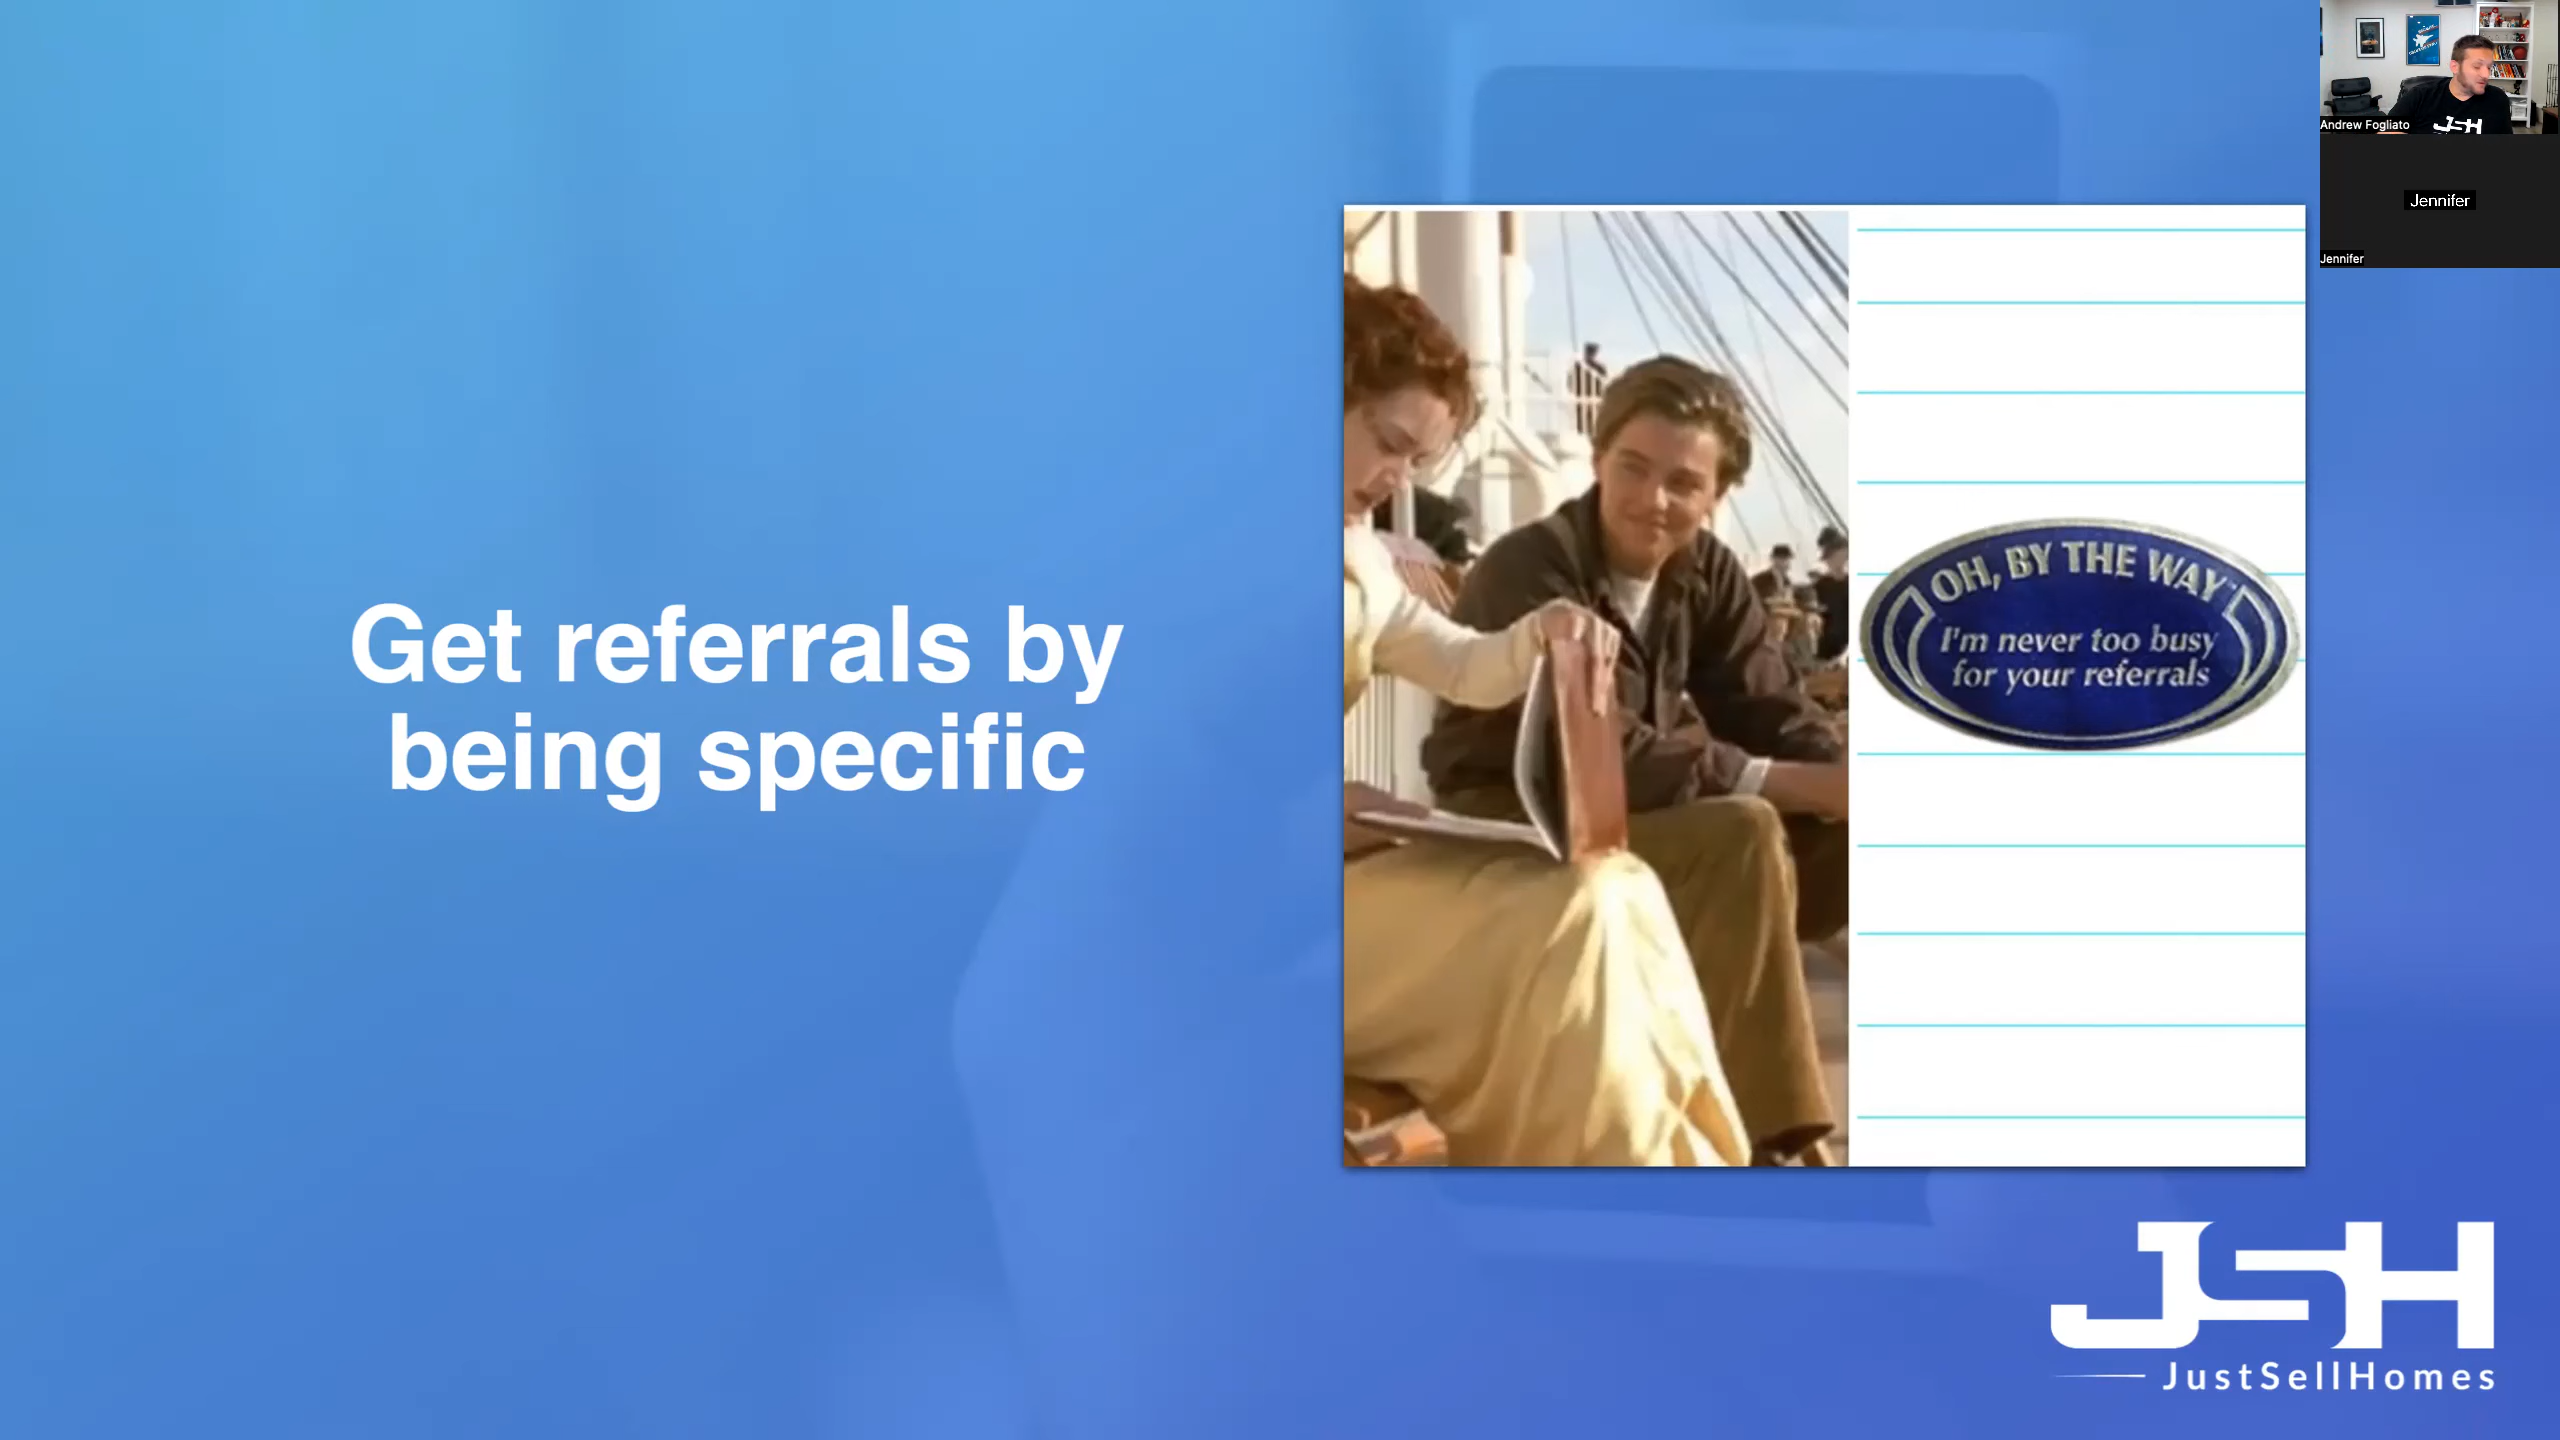 Get referrals by
being specific
OH, BY THE WAY
I'm never too busy
for your referrals
JSH
JustSellHomes
Andrew Fogliato
JSH
Jennifer
Jennifer